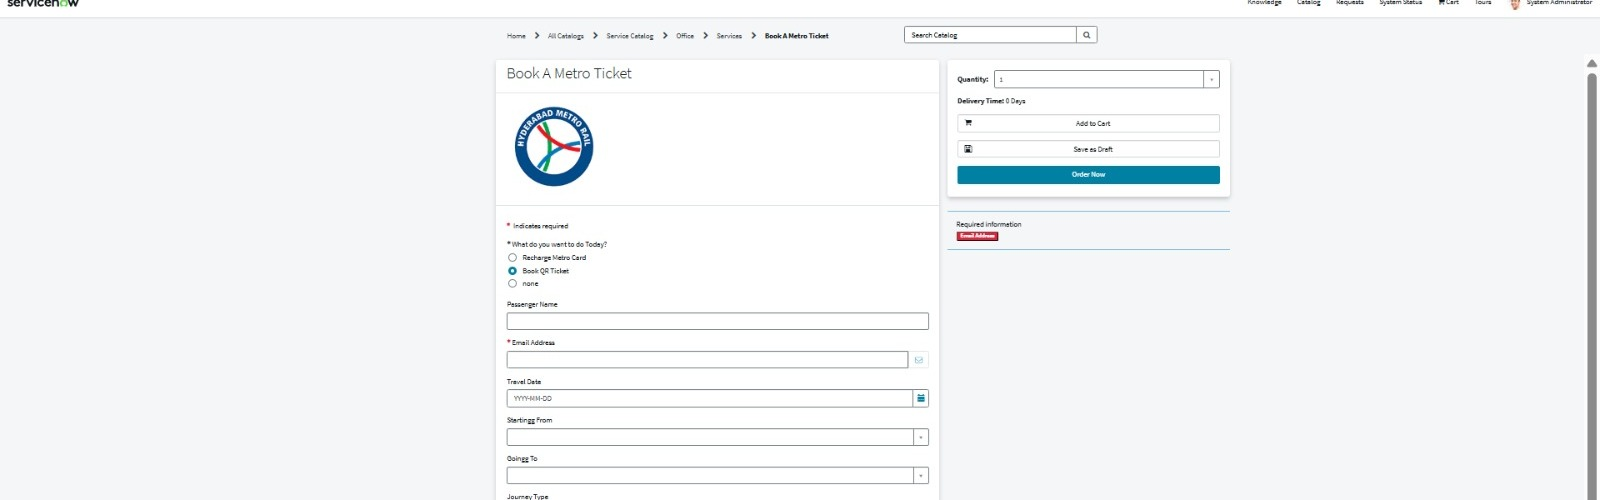 servicenow
Knowledge Catalog Requests System Status Cart Tours System Administrator
Home All Catalogs Service Catalog Office Services Book A Metro Ticket
Search Catalog
Book A Metro Ticket
HYDERABAD METRO RAIL
* Indicates required
* What do you want to do Today?
Recharge Metro Card
Book QR Ticket
none
Passenger Name
* Email Address
Travel Date
YYYY-MM-DD
Startingg From
Goingg To
Journey Type
Quantity: 1
Delivery Time: 0 Days
Add to Cart
Save as Draft
Order Now
Required information
Email Address